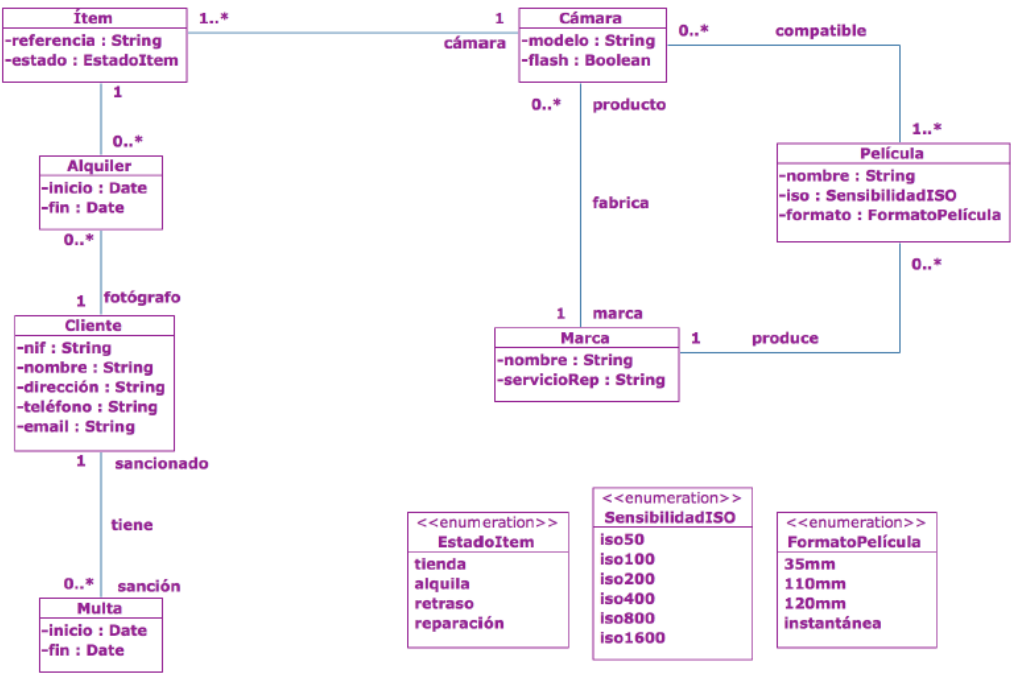 Ítem
-referencia : String
-estado : EstadoItem
1..*
1
cámara
Cámara
-modelo : String
-flash : Boolean
0..*
compatible
1..*
Película
-nombre : String
-iso : SensibilidadISO
-formato : FormatoPelícula
0..*
1
0..*
Alquiler
-inicio : Date
-fin : Date
0..*
1
fotógrafo
0..*
producto
fabrica
1
marca
Marca
-nombre : String
-servicioRep : String
1
produce
Cliente
-nif : String
-nombre : String
-dirección : String
-teléfono : String
-email : String
1
sancionado
tiene
0..*
sanción
Multa
-inicio : Date
-fin : Date
<<enumeration>>
EstadoItem
tienda
alquila
retraso
reparación
<<enumeration>>
SensibilidadISO
iso50
iso100
iso200
iso400
iso800
iso1600
<<enumeration>>
FormatoPelícula
35mm
110mm
120mm
instantánea